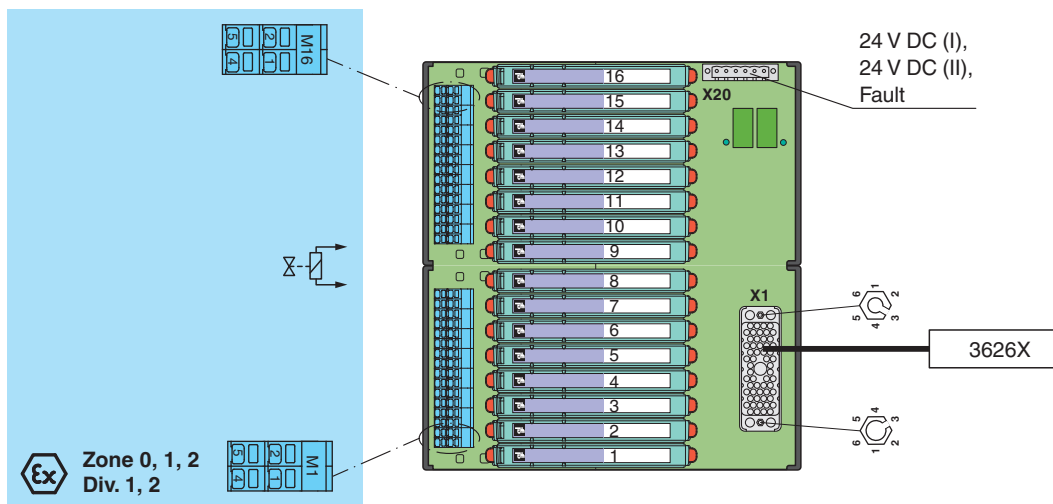 5 2 M16
4 1
24 V DC (I),
24 V DC (II),
Fault
X20
16
15
14
13
12
11
10
9
8
7
6
5
4
3
2
1
X1
6 1 2
5 4 3
3626X
5 4 3
6 1 2
5 2 M1
4 1
Ex
Zone 0, 1, 2
Div. 1, 2